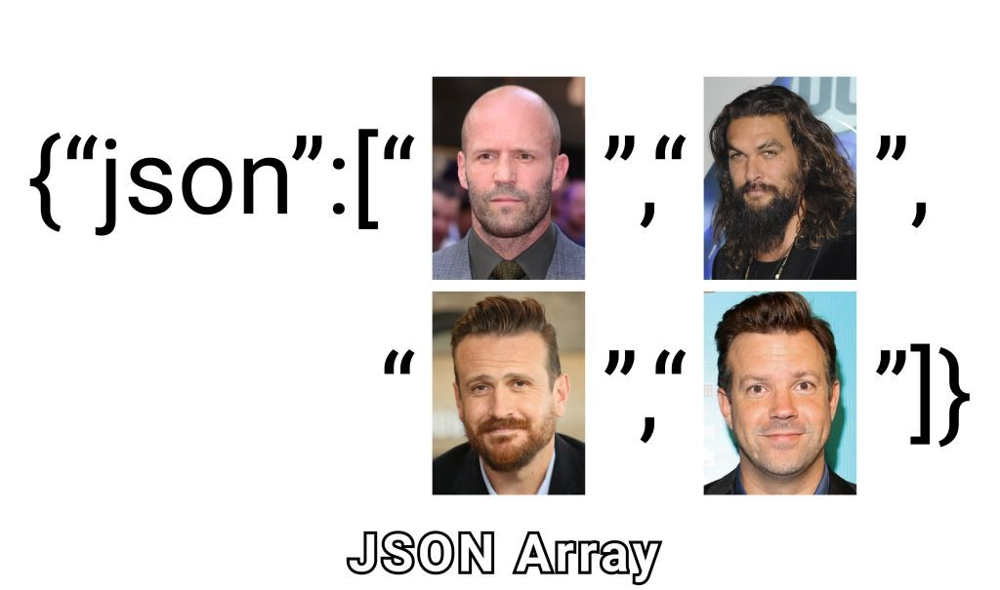 {“json”:[“ ”,“ ”,
“ ”,“ ”]}
JSON Array